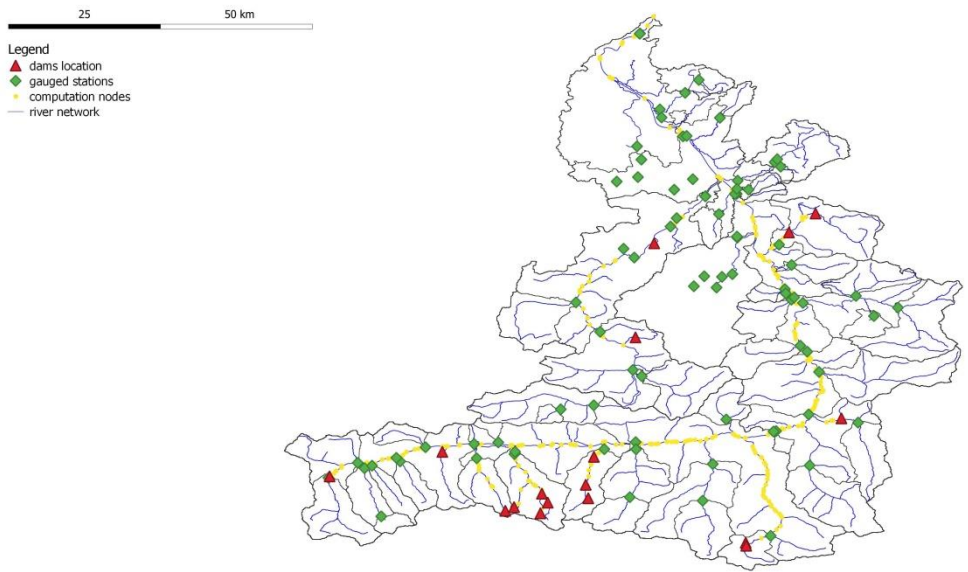 25 50 km
Legend
dams location
gauged stations
computation nodes
river network